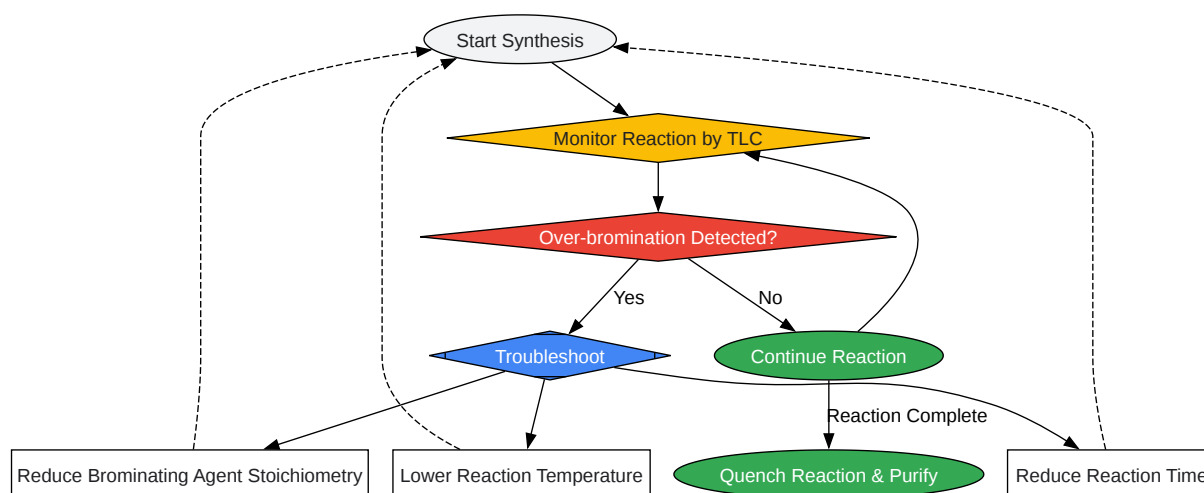 Start Synthesis
Monitor Reaction by TLC
Over-bromination Detected?
Yes
No
Troubleshoot
Continue Reaction
Reaction Complete
Reduce Brominating Agent Stoichiometry
Lower Reaction Temperature
Quench Reaction & Purify
Reduce Reaction Time